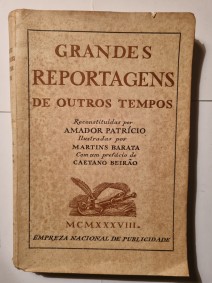 GRANDES
REPORTAGENS
DE OUTROS TEMPOS
Reconstituídas por
AMADOR PATRÍCIO
Ilustradas por
MARTINS BARATA
Com um prefácio de
CAETANO BEIRÃO
MCMXXXVIII
EMPREZA NACIONAL DE PUBLICIDADE